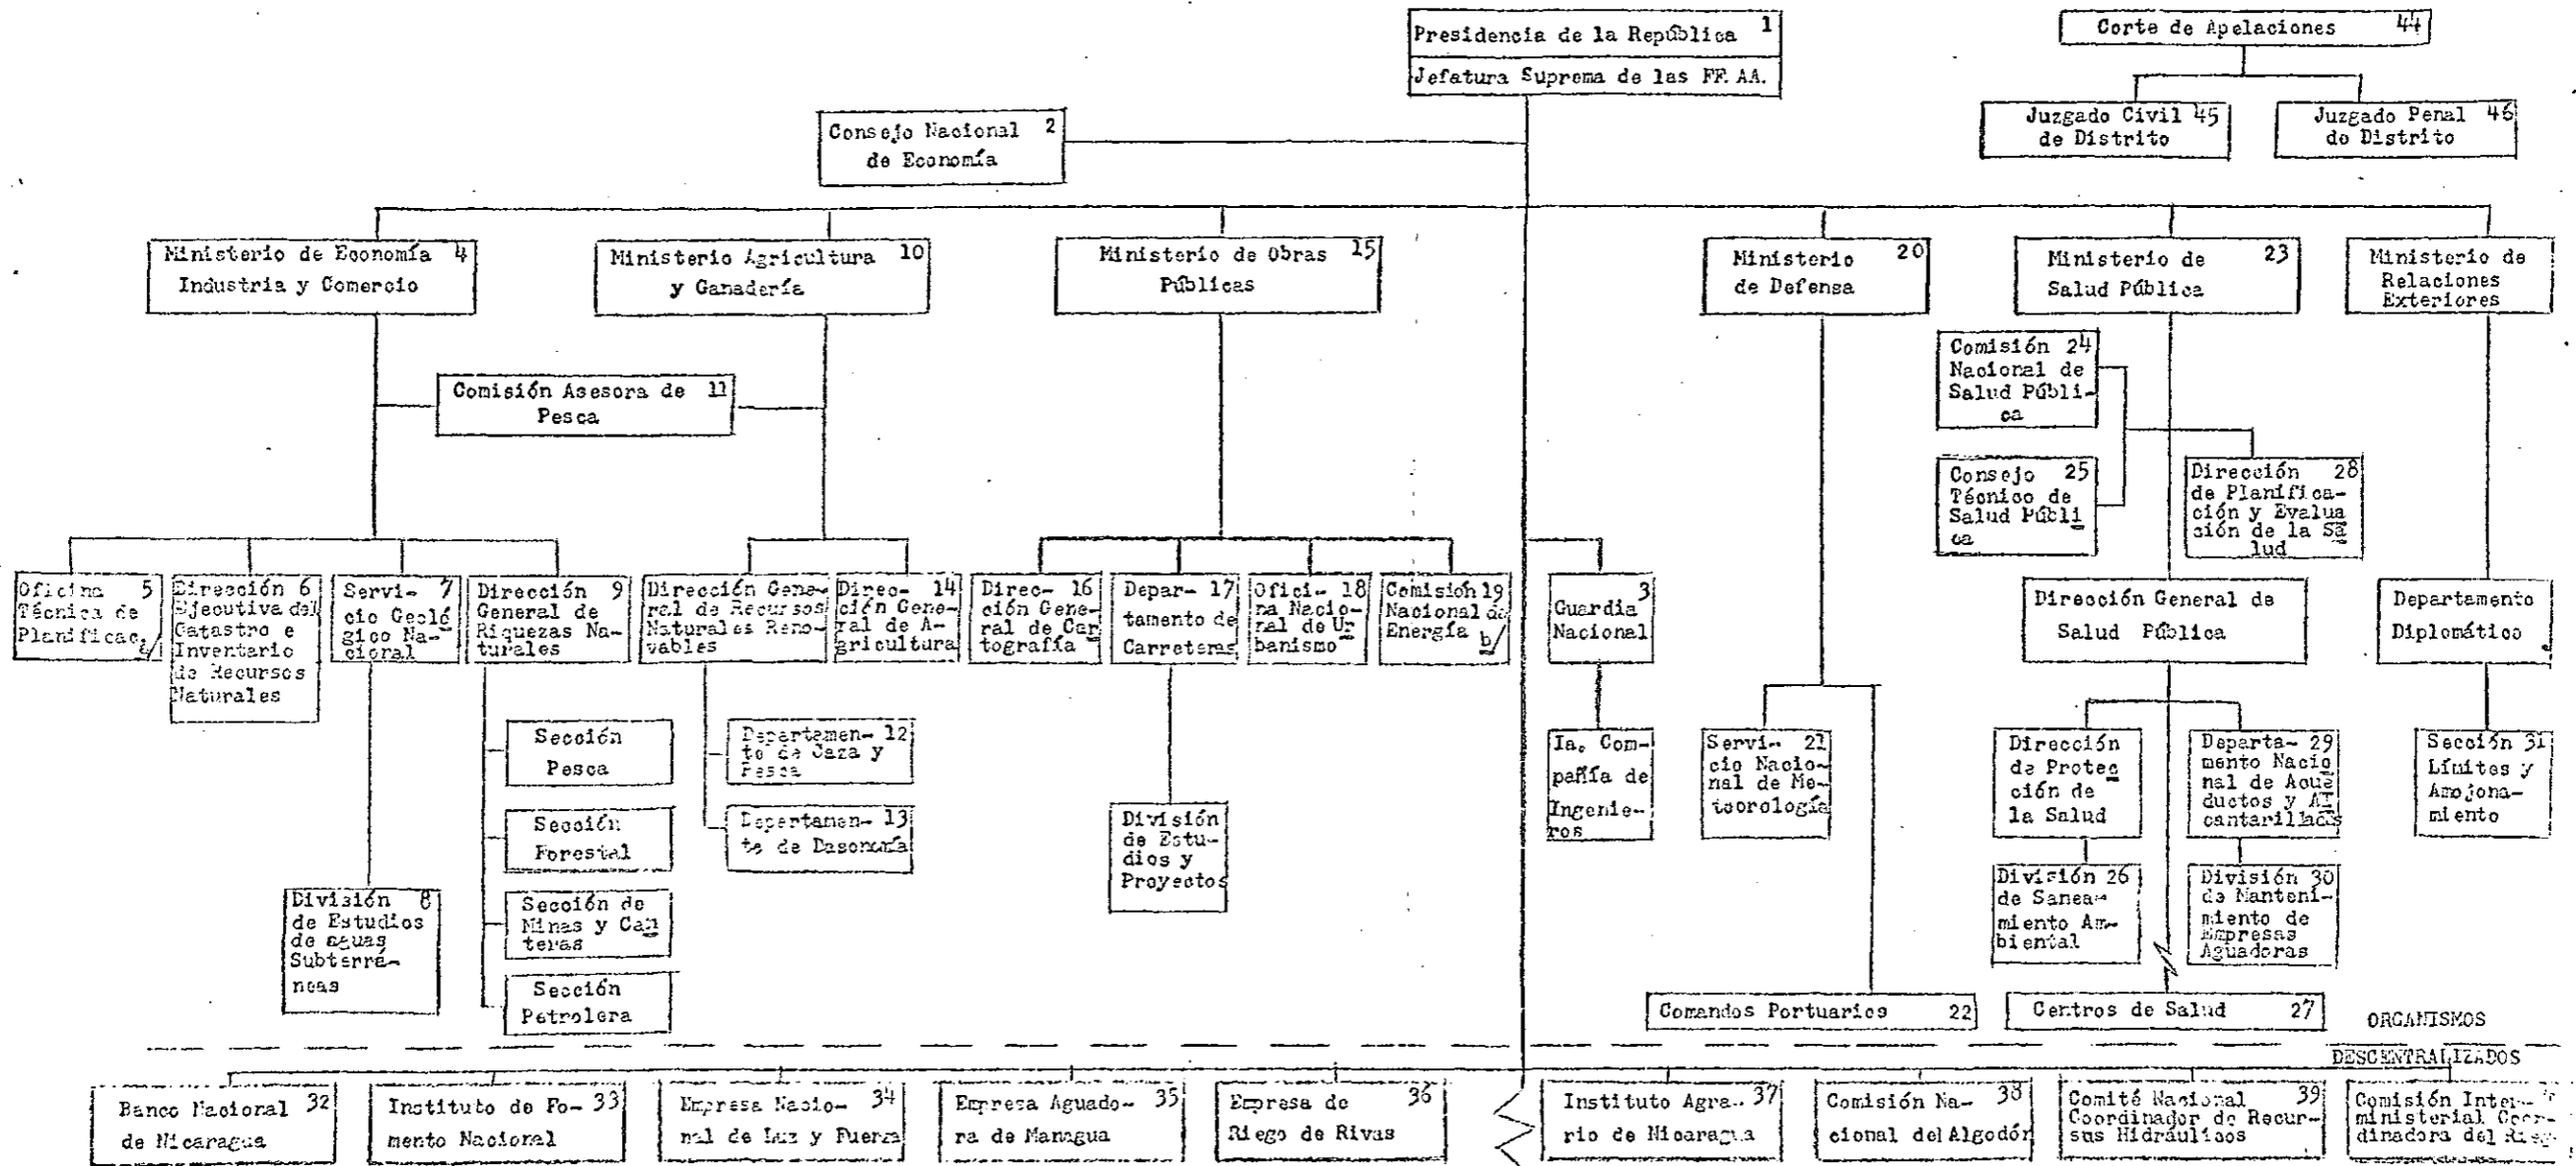 Presidencia de la República 1
Jefatura Suprema de las FF. AA.
Corte de Apelaciones 44
Juzgado Civil 45
de Distrito
Juzgado Penal 46
do Distrito
Consejo Nacional 2
de Economía
Ministerio de Economía 4
Industria y Comercio
Ministerio Agricultura 10
y Ganadería
Ministerio de Obras 15
Públicas
Ministerio 20
de Defensa
Ministerio de 23
Salud Pública
Ministerio de
Relaciones
Exteriores
Comisión Asesora de 11
Pesca
Comisión 24
Nacional de
Salud Públi-
ca
Consejo 25
Técnico de
Salud Públi
ca
Dirección 28
de Planifica-
ción y Evalua
ción de la Sa
lud
Oficina 5
Técnica de
Planificac.
a/
Dirección 6
Ejecutiva del
Catastro e
Inventario
de Recursos
Naturales
Servi- 7
cio Geoló
gico Na-
cional
Dirección 9
General de
Riquezas Na-
turales
Dirección Gene-
ral de Recursos
Naturales Reno-
vables
Direc- 14
ción Gene-
ral de A-
gricultura
Direc- 16
ción Gene-
ral de Car
tografía
Depar- 17
tamento de
Carreteras
Ofici- 18
na Nacio-
nal de Ur
banismo
Comisión 19
Nacional de
Energía b/
3
Guardia
Nacional
Dirección General de
Salud Pública
Departamento
Diplomático
Sección
Pesca
Sección
Forestal
Sección de
Minas y Can
teras
Sección
Petrolera
División 8
de Estudios
de aguas
Subterrá-
neas
Departamen- 12
to de Caza y
Pesca
Departamen- 13
to de Dasonomía
División
de Estu-
dios y
Proyectos
Ia. Com-
pañía de
Ingenie-
ros
Servi- 21
cio Nacio-
nal de Me-
teorología
Dirección
de Protec
ción de
la Salud
Departa- 29
mento Nacio
nal de Acue
ductos y Al
cantarillados
Sección 31
Límites y
Amojona-
miento
División 26
de Sanea-
miento Am-
biental
División 30
de Manteni-
miento de
Empresas
Aguadoras
Comandos Portuarios 22
Centros de Salud 27
ORGANISMOS
DESCENTRALIZADOS
Banco Nacional 32
de Nicaragua
Instituto de Fo- 33
mento Nacional
Empresa Nacio- 34
nal de Luz y Fuerza
Empresa Aguado- 35
ra de Managua
Empresa de 36
Riego de Rivas
Instituto Agra- 37
rio de Nicaragua
Comisión Na- 38
cional del Algodón
Comité Nacional 39
Coordinador de Recur-
sos Hidráulicos
Comisión Inter-
ministerial Coor-
dinadora del Riego